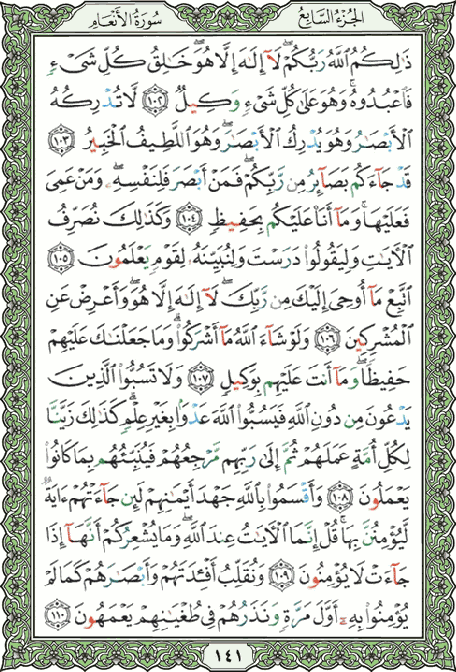 سُورَةُ الأَنْعَام
الجُزْءُ السَّابِع
ذَٰلِكُمُ ٱللَّهُ رَبُّكُمْ ۖ لَآ إِلَٰهَ إِلَّا هُوَ ۖ خَٰلِقُ كُلِّ شَىْءٍ
فَٱعْبُدُوهُ ۚ وَهُوَ عَلَىٰ كُلِّ شَىْءٍ وَكِيلٌ ١٠٢ لَّا تُدْرِكُهُ
ٱلْأَبْصَٰرُ وَهُوَ يُدْرِكُ ٱلْأَبْصَٰرَ ۖ وَهُوَ ٱللَّطِيفُ ٱلْخَبِيرُ ١٠٣
قَدْ جَآءَكُم بَصَآئِرُ مِن رَّبِّكُمْ ۖ فَمَنْ أَبْصَرَ فَلِنَفْسِهِۦ ۖ وَمَنْ عَمِىَ
فَعَلَيْهَا ۚ وَمَآ أَنَا۠ عَلَيْكُم بِحَفِيظٍ ١٠٤ وَكَذَٰلِكَ نُصَرِّفُ
ٱلْءَايَٰتِ وَلِيَقُولُوا۟ دَرَسْتَ وَلِنُبَيِّنَهُۥ لِقَوْمٍ يَعْلَمُونَ ١٠٥
ٱتَّبِعْ مَآ أُوحِىَ إِلَيْكَ مِن رَّبِّكَ ۖ لَآ إِلَٰهَ إِلَّا هُوَ ۖ وَأَعْرِضْ عَنِ
ٱلْمُشْرِكِينَ ١٠٦ وَلَوْ شَآءَ ٱللَّهُ مَآ أَشْرَكُوا۟ ۗ وَمَا جَعَلْنَٰكَ عَلَيْهِمْ
حَفِيظًا ۖ وَمَآ أَنتَ عَلَيْهِم بِوَكِيلٍ ١٠٧ وَلَا تَسُبُّوا۟ ٱلَّذِينَ
يَدْعُونَ مِن دُونِ ٱللَّهِ فَيَسُبُّوا۟ ٱللَّهَ عَدْوًۢا بِغَيْرِ عِلْمٍ ۗ كَذَٰلِكَ زَيَّنَّا
لِكُلِّ أُمَّةٍ عَمَلَهُمْ ثُمَّ إِلَىٰ رَبِّهِم مَّرْجِعُهُمْ فَيُنَبِّئُهُم بِمَا كَانُوا۟
يَعْمَلُونَ ١٠٨ وَأَقْسَمُوا۟ بِٱللَّهِ جَهْدَ أَيْمَٰنِهِمْ لَئِن جَآءَتْهُمْ ءَايَةٌ
لَّيُؤْمِنُنَّ بِهَا ۚ قُلْ إِنَّمَا ٱلْءَايَٰتُ عِندَ ٱللَّهِ ۖ وَمَا يُشْعِرُكُمْ أَنَّهَآ إِذَا
جَآءَتْ لَا يُؤْمِنُونَ ١٠٩ وَنُقَلِّبُ أَفْـِٔدَتَهُمْ وَأَبْصَٰرَهُمْ كَمَا لَمْ
يُؤْمِنُوا۟ بِهِۦٓ أَوَّلَ مَرَّةٍ وَنَذَرُهُمْ فِى طُغْيَٰنِهِمْ يَعْمَهُونَ ١١٠
١٤١